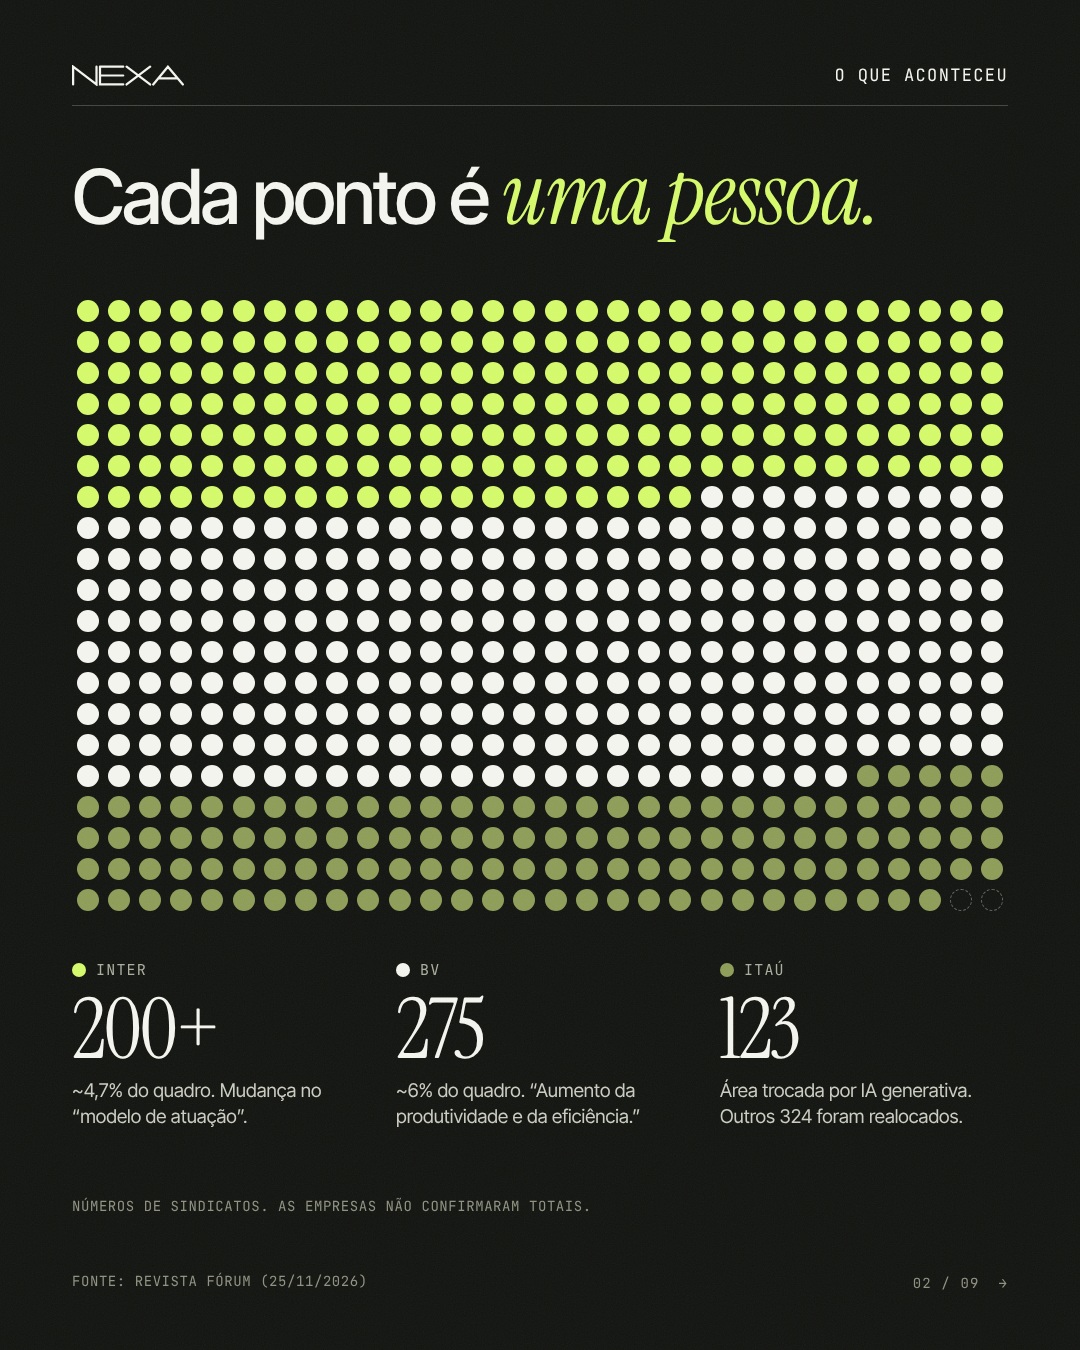 NEXA
O QUE ACONTECEU
Cada ponto é uma pessoa.
INTER
200+
~4,7% do quadro. Mudança no
“modelo de atuação”.
BV
275
~6% do quadro. “Aumento da
produtividade e da eficiência.”
ITAÚ
123
Área trocada por IA generativa.
Outros 324 foram realocados.
NÚMEROS DE SINDICATOS. AS EMPRESAS NÃO CONFIRMARAM TOTAIS.
FONTE: REVISTA FÓRUM (25/11/2026)
02 / 09 →